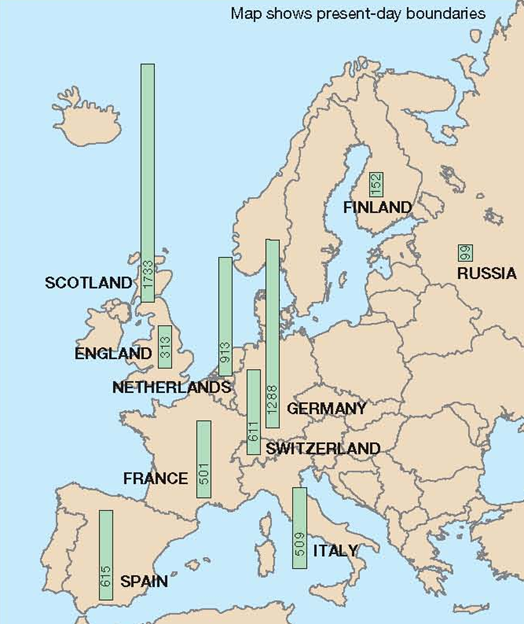 Map shows present-day boundaries
152
FINLAND
99
RUSSIA
SCOTLAND
1733
ENGLAND
313
913
NETHERLANDS
1288
GERMANY
611
SWITZERLAND
501
FRANCE
509
ITALY
615
SPAIN